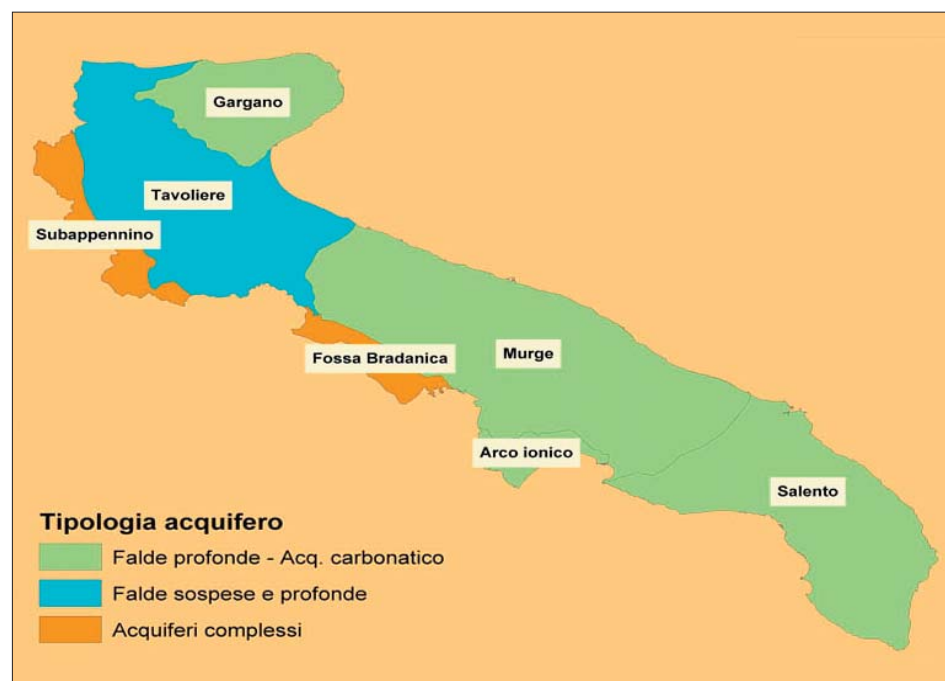 Gargano
Tavoliere
Subappennino
Fossa Bradanica
Murge
Arco ionico
Salento
Tipologia acquifero
Falde profonde - Acq. carbonatico
Falde sospese e profonde
Acquiferi complessi